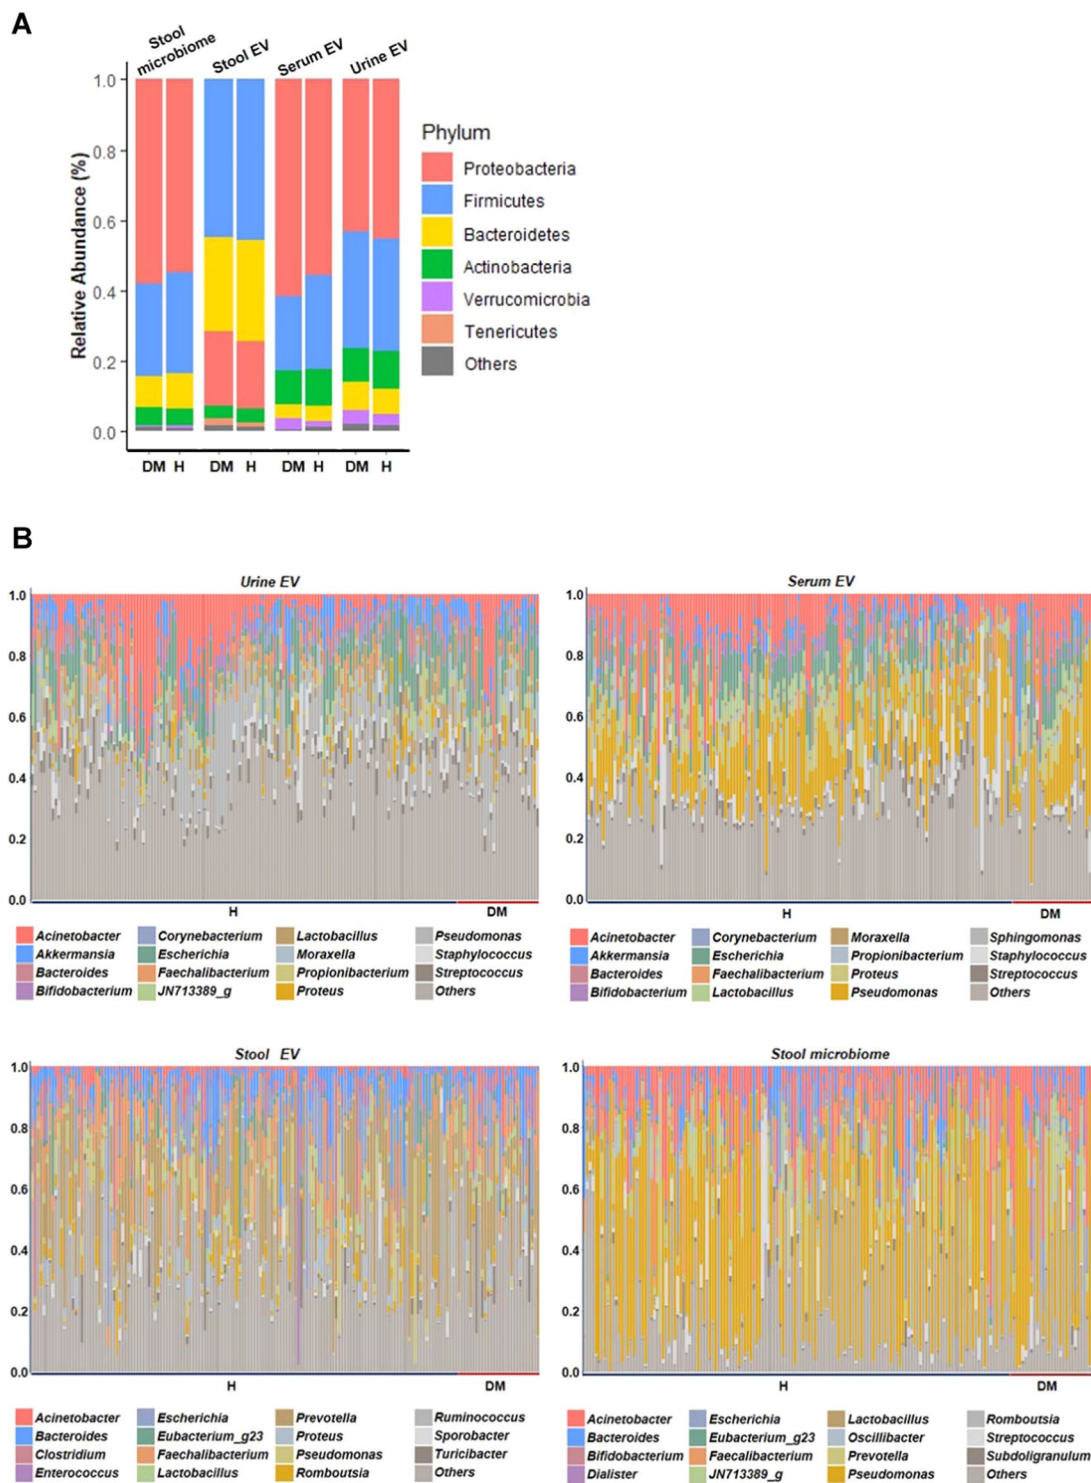 A
Stool microbiome
Stool EV
Serum EV
Urine EV
Relative Abundance (%)
1.0
0.8
0.6
0.4
0.2
0.0
DM H DM H DM H DM H
Phylum
Proteobacteria
Firmicutes
Bacteroidetes
Actinobacteria
Verrucomicrobia
Tenericutes
Others
B
Urine EV
1.0
0.8
0.6
0.4
0.2
0.0
H DM
Acinetobacter Corynebacterium Lactobacillus Pseudomonas
Akkermansia Escherichia Moraxella Staphylococcus
Bacteroides Faechalibacterium Propionibacterium Streptococcus
Bifidobacterium JN713389_g Proteus Others
Serum EV
1.0
0.8
0.6
0.4
0.2
0.0
H DM
Acinetobacter Corynebacterium Moraxella Sphingomonas
Akkermansia Escherichia Propionibacterium Staphylococcus
Bacteroides Faechalibacterium Proteus Streptococcus
Bifidobacterium Lactobacillus Pseudomonas Others
Stool EV
1.0
0.8
0.6
0.4
0.2
0.0
H DM
Acinetobacter Escherichia Prevotella Ruminococcus
Bacteroides Eubacterium_g23 Proteus Sporobacter
Clostridium Faechalibacterium Pseudomonas Turicibacter
Enterococcus Lactobacillus Romboutsia Others
Stool microbiome
1.0
0.8
0.6
0.4
0.2
0.0
H DM
Acinetobacter Escherichia Lactobacillus Romboutsia
Bacteroides Eubacterium_g23 Oscillibacter Streptococcus
Bifidobacterium Faecalibacterium Prevotella Subdoligranulum
Dialister JN713389_g Pseudomonas Others